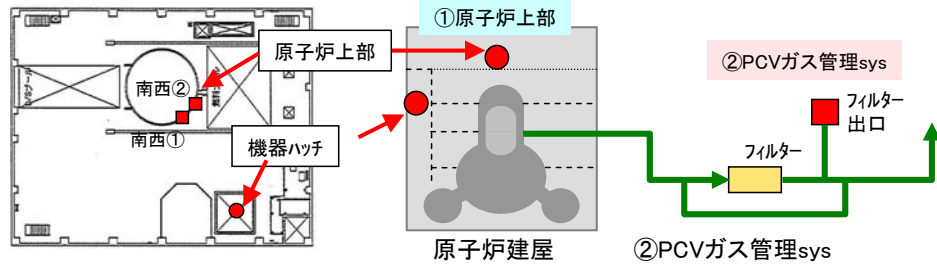 ①原子炉上部
原子炉上部
②PCVガス管理sys
南西②
南西①
機器ハッチ
フィルター
出口
フィルター
原子炉建屋
②PCVガス管理sys